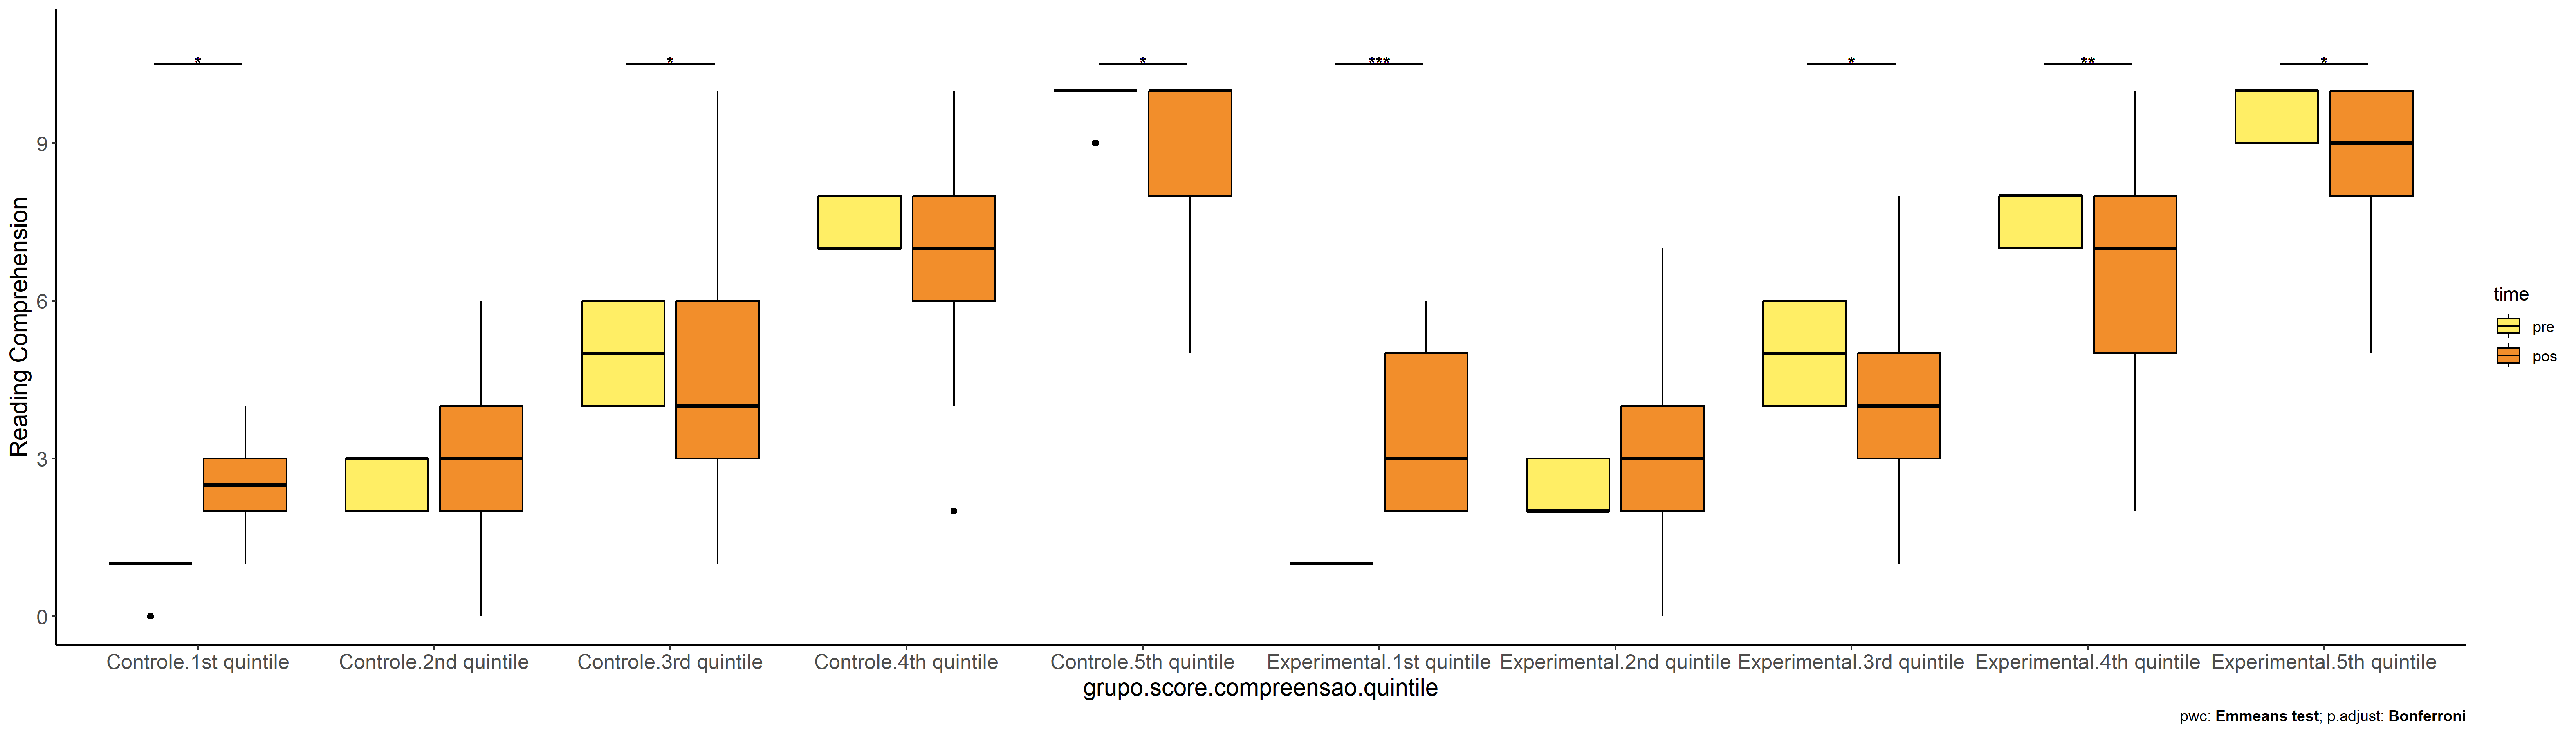 * * * *** * ** *
Reading Comprehension
9
6
3
0
Controle.1st quintile Controle.2nd quintile Controle.3rd quintile Controle.4th quintile Controle.5th quintile Experimental.1st quintile Experimental.2nd quintile Experimental.3rd quintile Experimental.4th quintile Experimental.5th quintile
grupo.score.compreensao.quintile
time
pre
pos
pwc: Emmeans test; p.adjust: Bonferroni